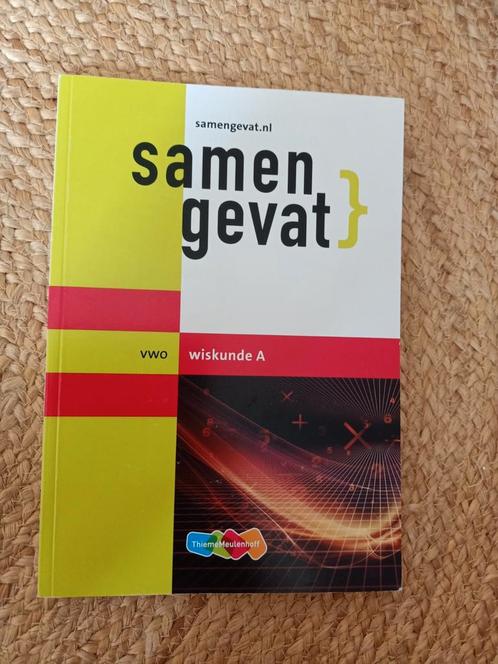 samengevat.nl
samen
gevat}
vwo wiskunde A
ThiemeMeulenhoff